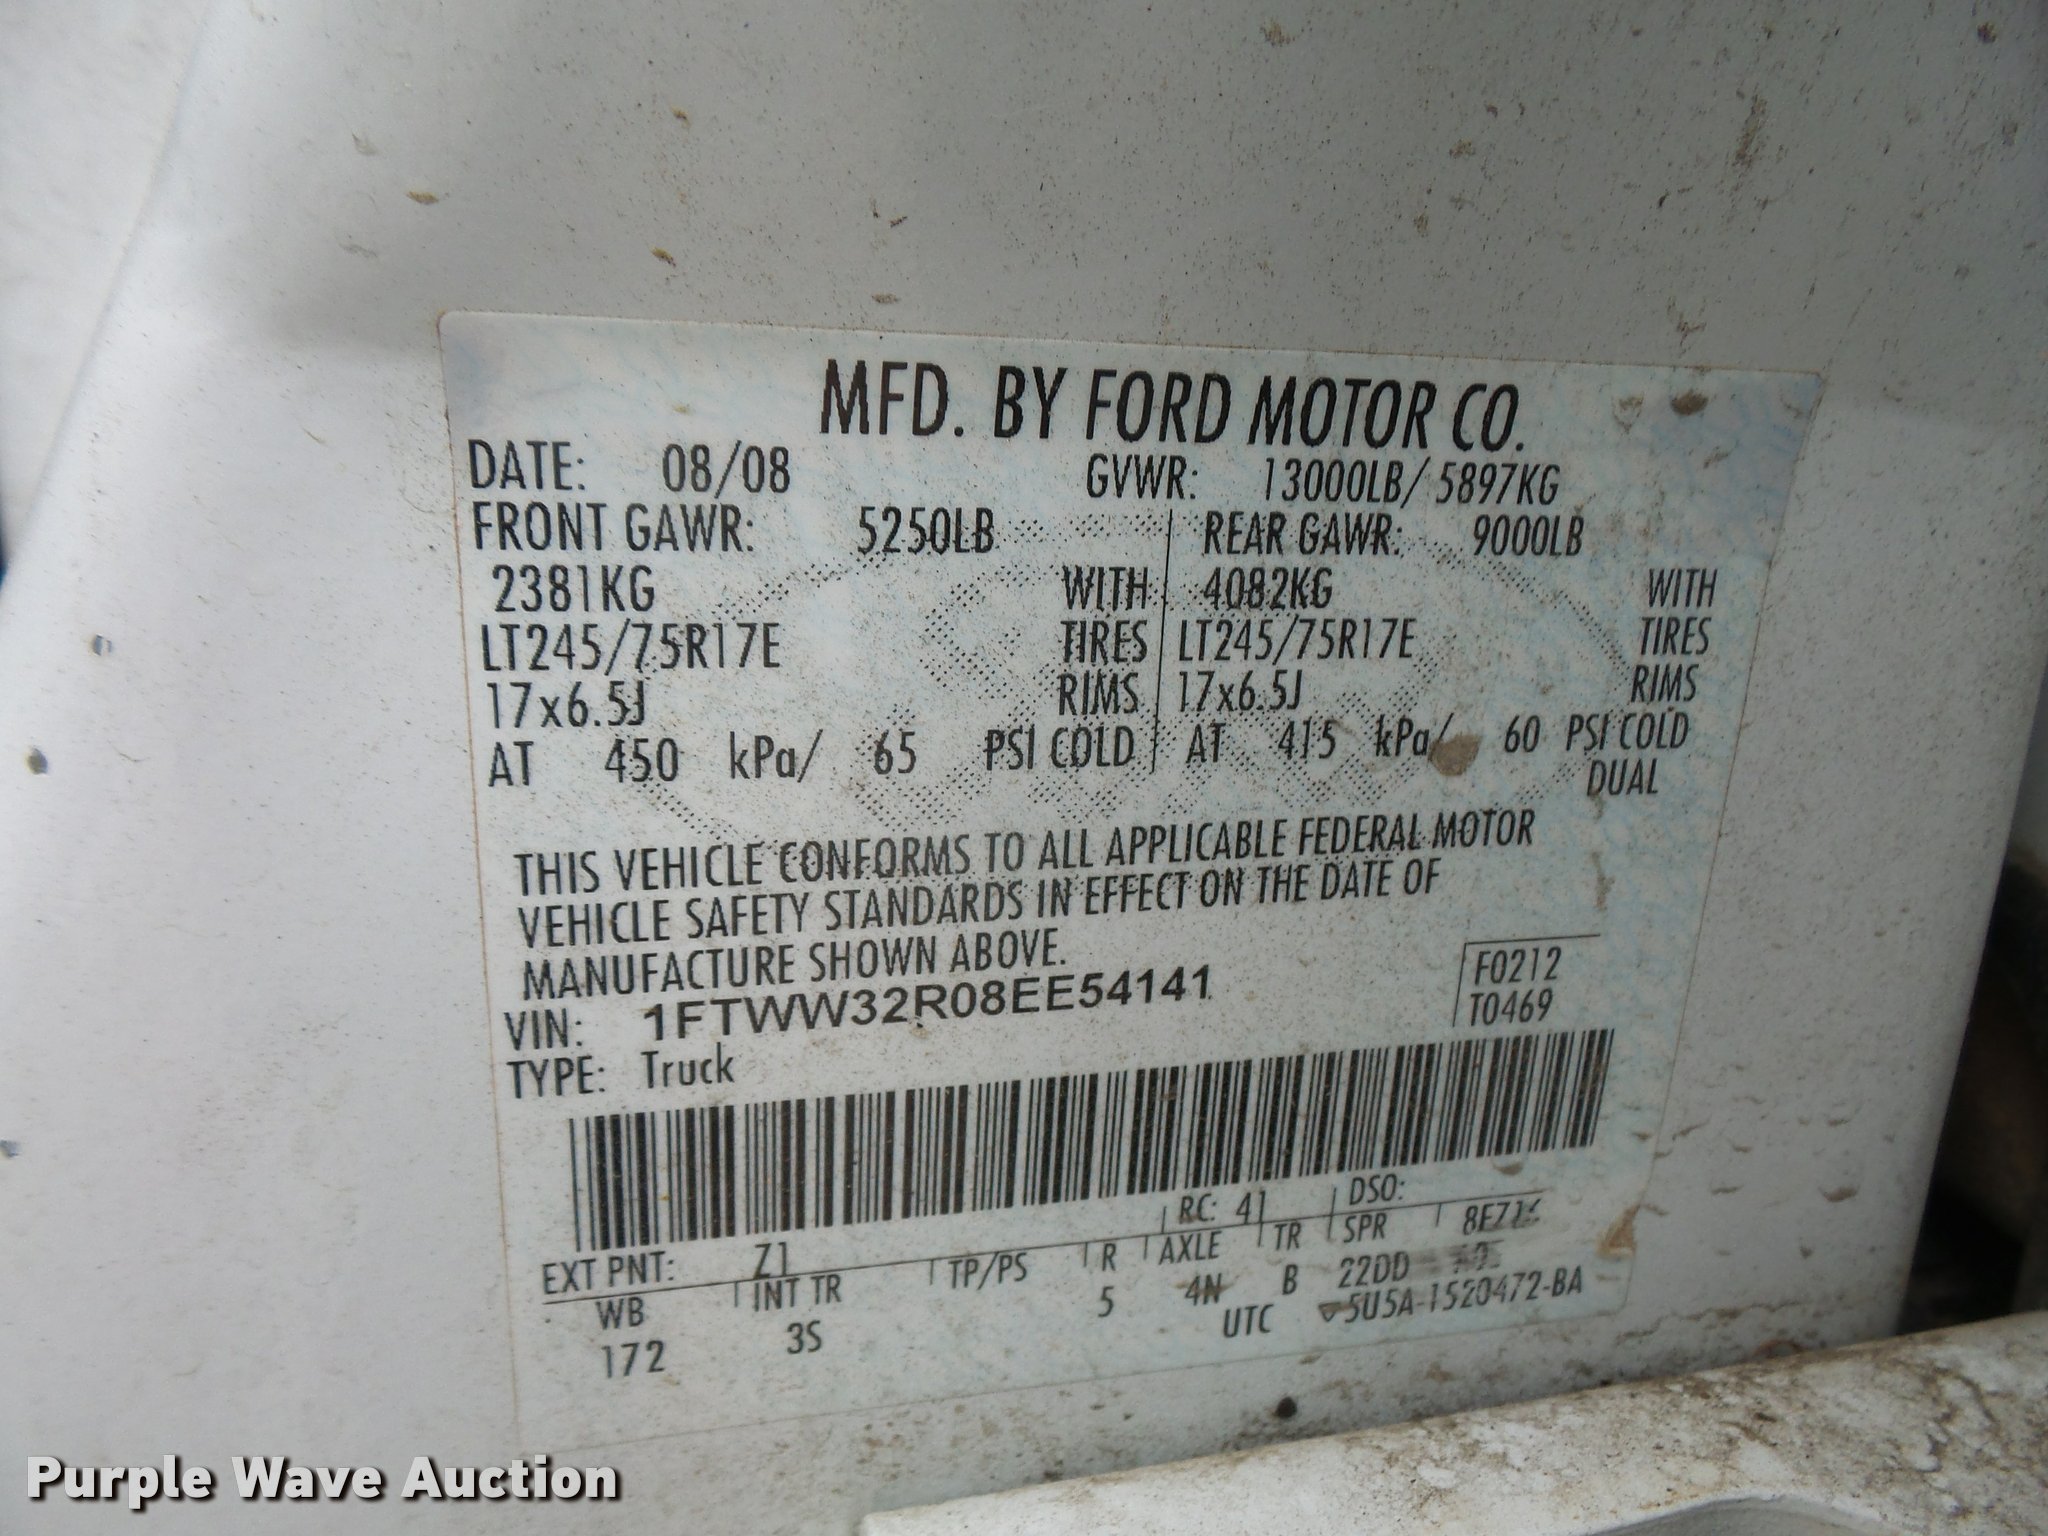 MFD. BY FORD MOTOR CO.
DATE: 08/08 GVWR: 13000LB/ 5897KG
FRONT GAWR: 5250LB REAR GAWR: 9000LB
2381KG WITH 4082KG WITH
LT245/75R17E TIRES LT245/75R17E TIRES
17x6.5J RIMS 17x6.5J RIMS
AT 450 kPa/ 65 PSI COLD AT 415 kPa/ 60 PSI COLD
DUAL
THIS VEHICLE CONFORMS TO ALL APPLICABLE FEDERAL MOTOR
VEHICLE SAFETY STANDARDS IN EFFECT ON THE DATE OF
MANUFACTURE SHOWN ABOVE.
VIN: 1FTWW32R08EE54141
F0212
T0469
TYPE: Truck
EXT PNT: Z1 RC: 41 DSO:
WB INT TR TP/PS R AXLE TR SPR
172 3S 5 4N B 22DD
UTC 5U5A-1520472-BA
Purple Wave Auction